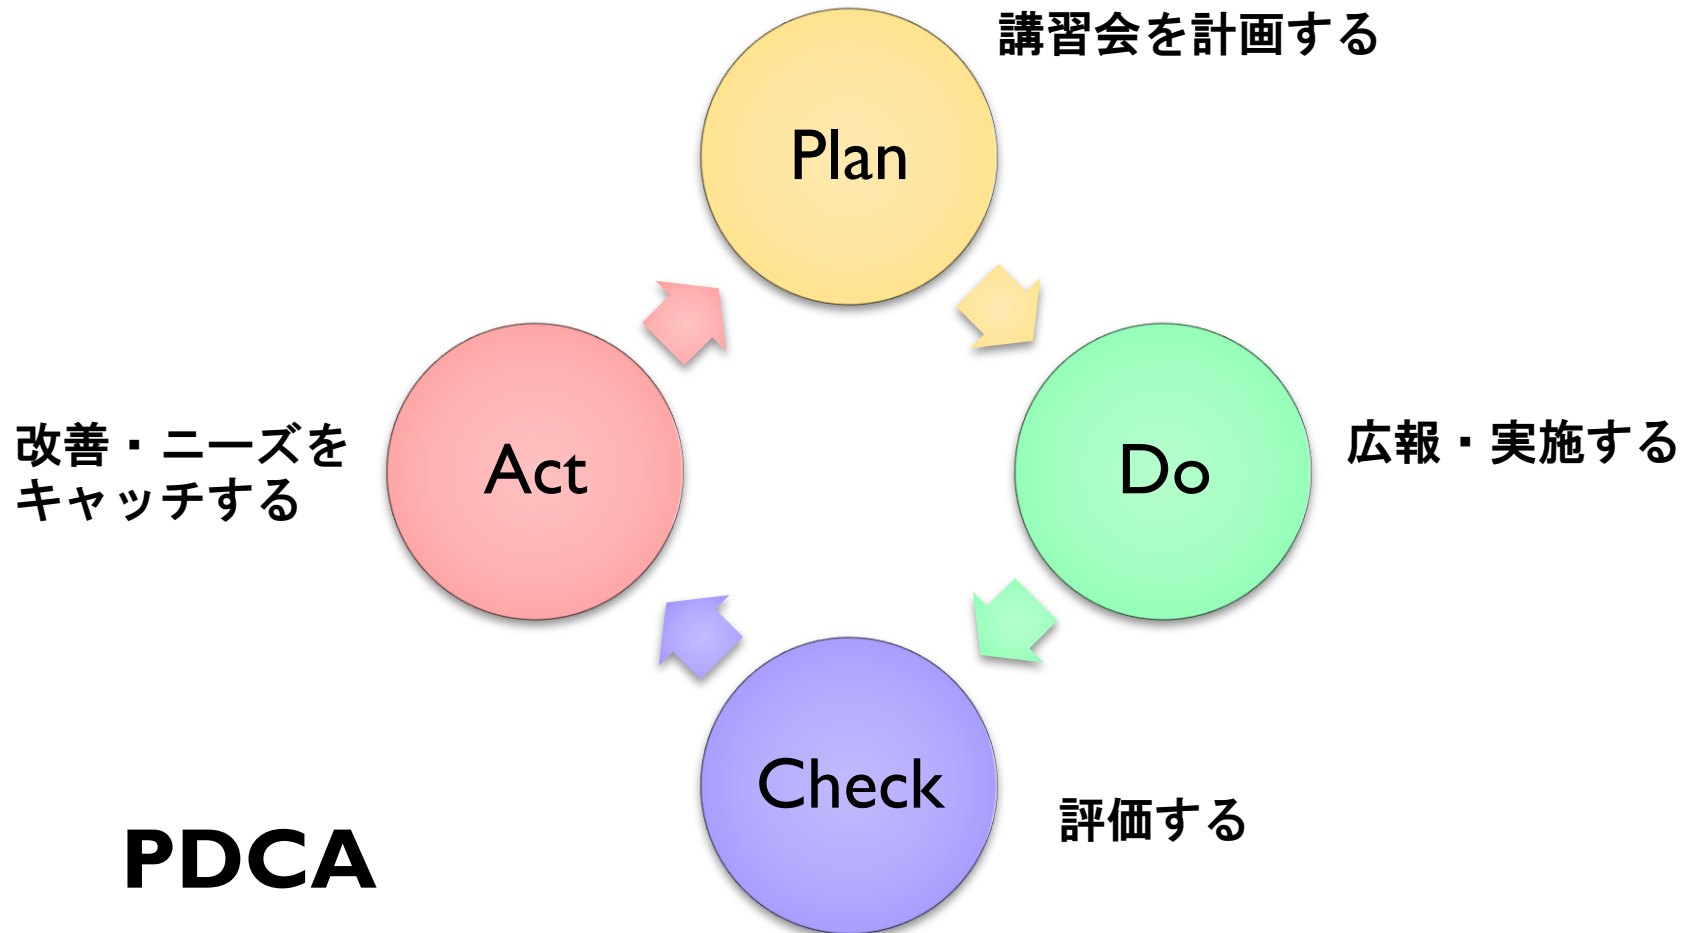 講習会を計画する
Plan
改善・ニーズを
キャッチする
Act
Do
広報・実施する
Check
評価する
PDCA